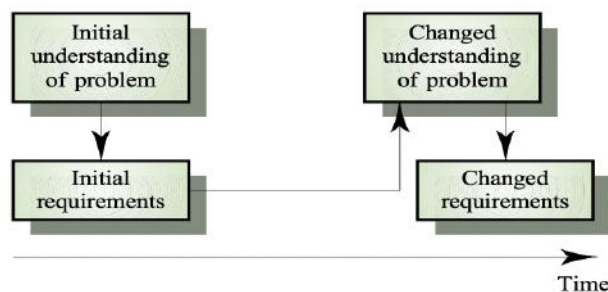 Initial
understanding
of problem
Changed
understanding
of problem
Initial
requirements
Changed
requirements
Time